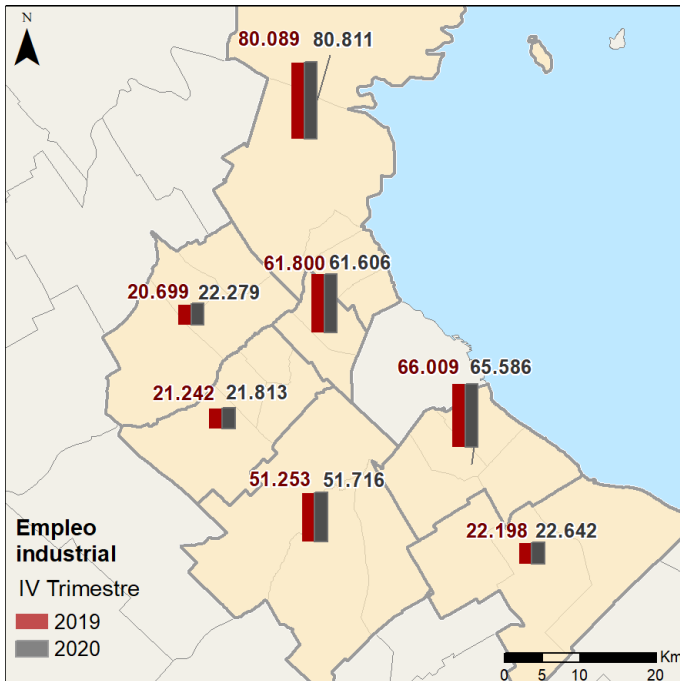 N
80.089 80.811
61.800 61.606
20.699 22.279
66.009 65.586
21.242 21.813
51.253 51.716
22.198 22.642
Empleo
industrial
IV Trimestre
2019
2020
Km
0 5 10 20